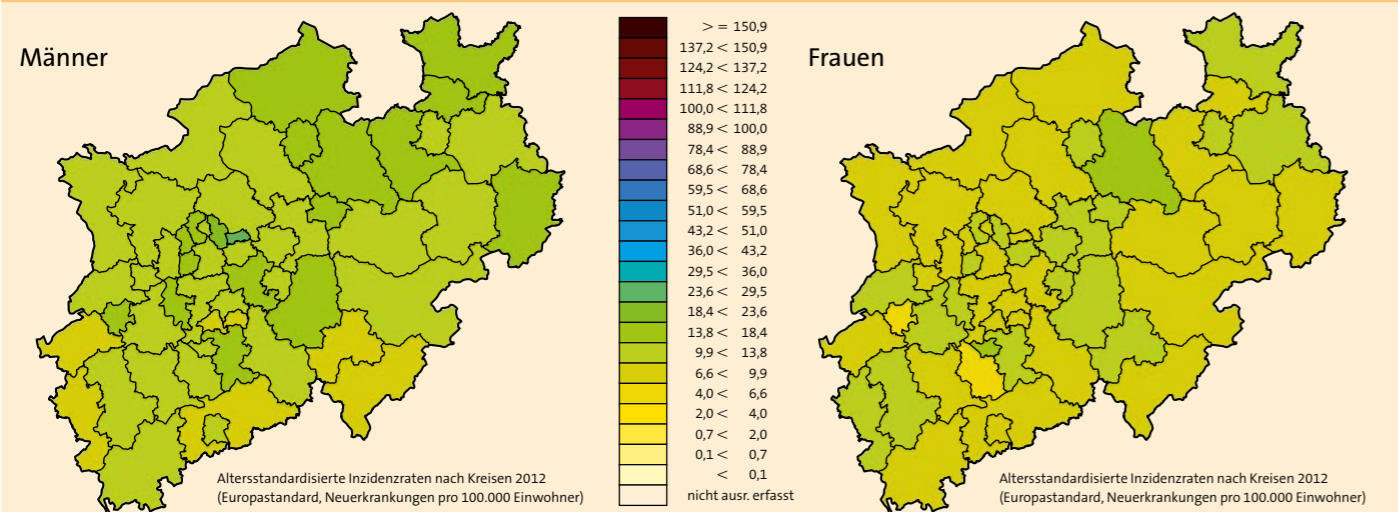 Männer
> = 150,9
137,2 < 150,9
124,2 < 137,2
111,8 < 124,2
100,0 < 111,8
88,9 < 100,0
78,4 < 88,9
68,6 < 78,4
59,5 < 68,6
51,0 < 59,5
43,2 < 51,0
36,0 < 43,2
29,5 < 36,0
23,6 < 29,5
18,4 < 23,6
13,8 < 18,4
9,9 < 13,8
6,6 < 9,9
4,0 < 6,6
2,0 < 4,0
0,7 < 2,0
0,1 < 0,7
< 0,1
nicht ausr. erfasst
Altersstandardisierte Inzidenzraten nach Kreisen 2012
(Europastandard, Neuerkrankungen pro 100.000 Einwohner)
Frauen
Altersstandardisierte Inzidenzraten nach Kreisen 2012
(Europastandard, Neuerkrankungen pro 100.000 Einwohner)